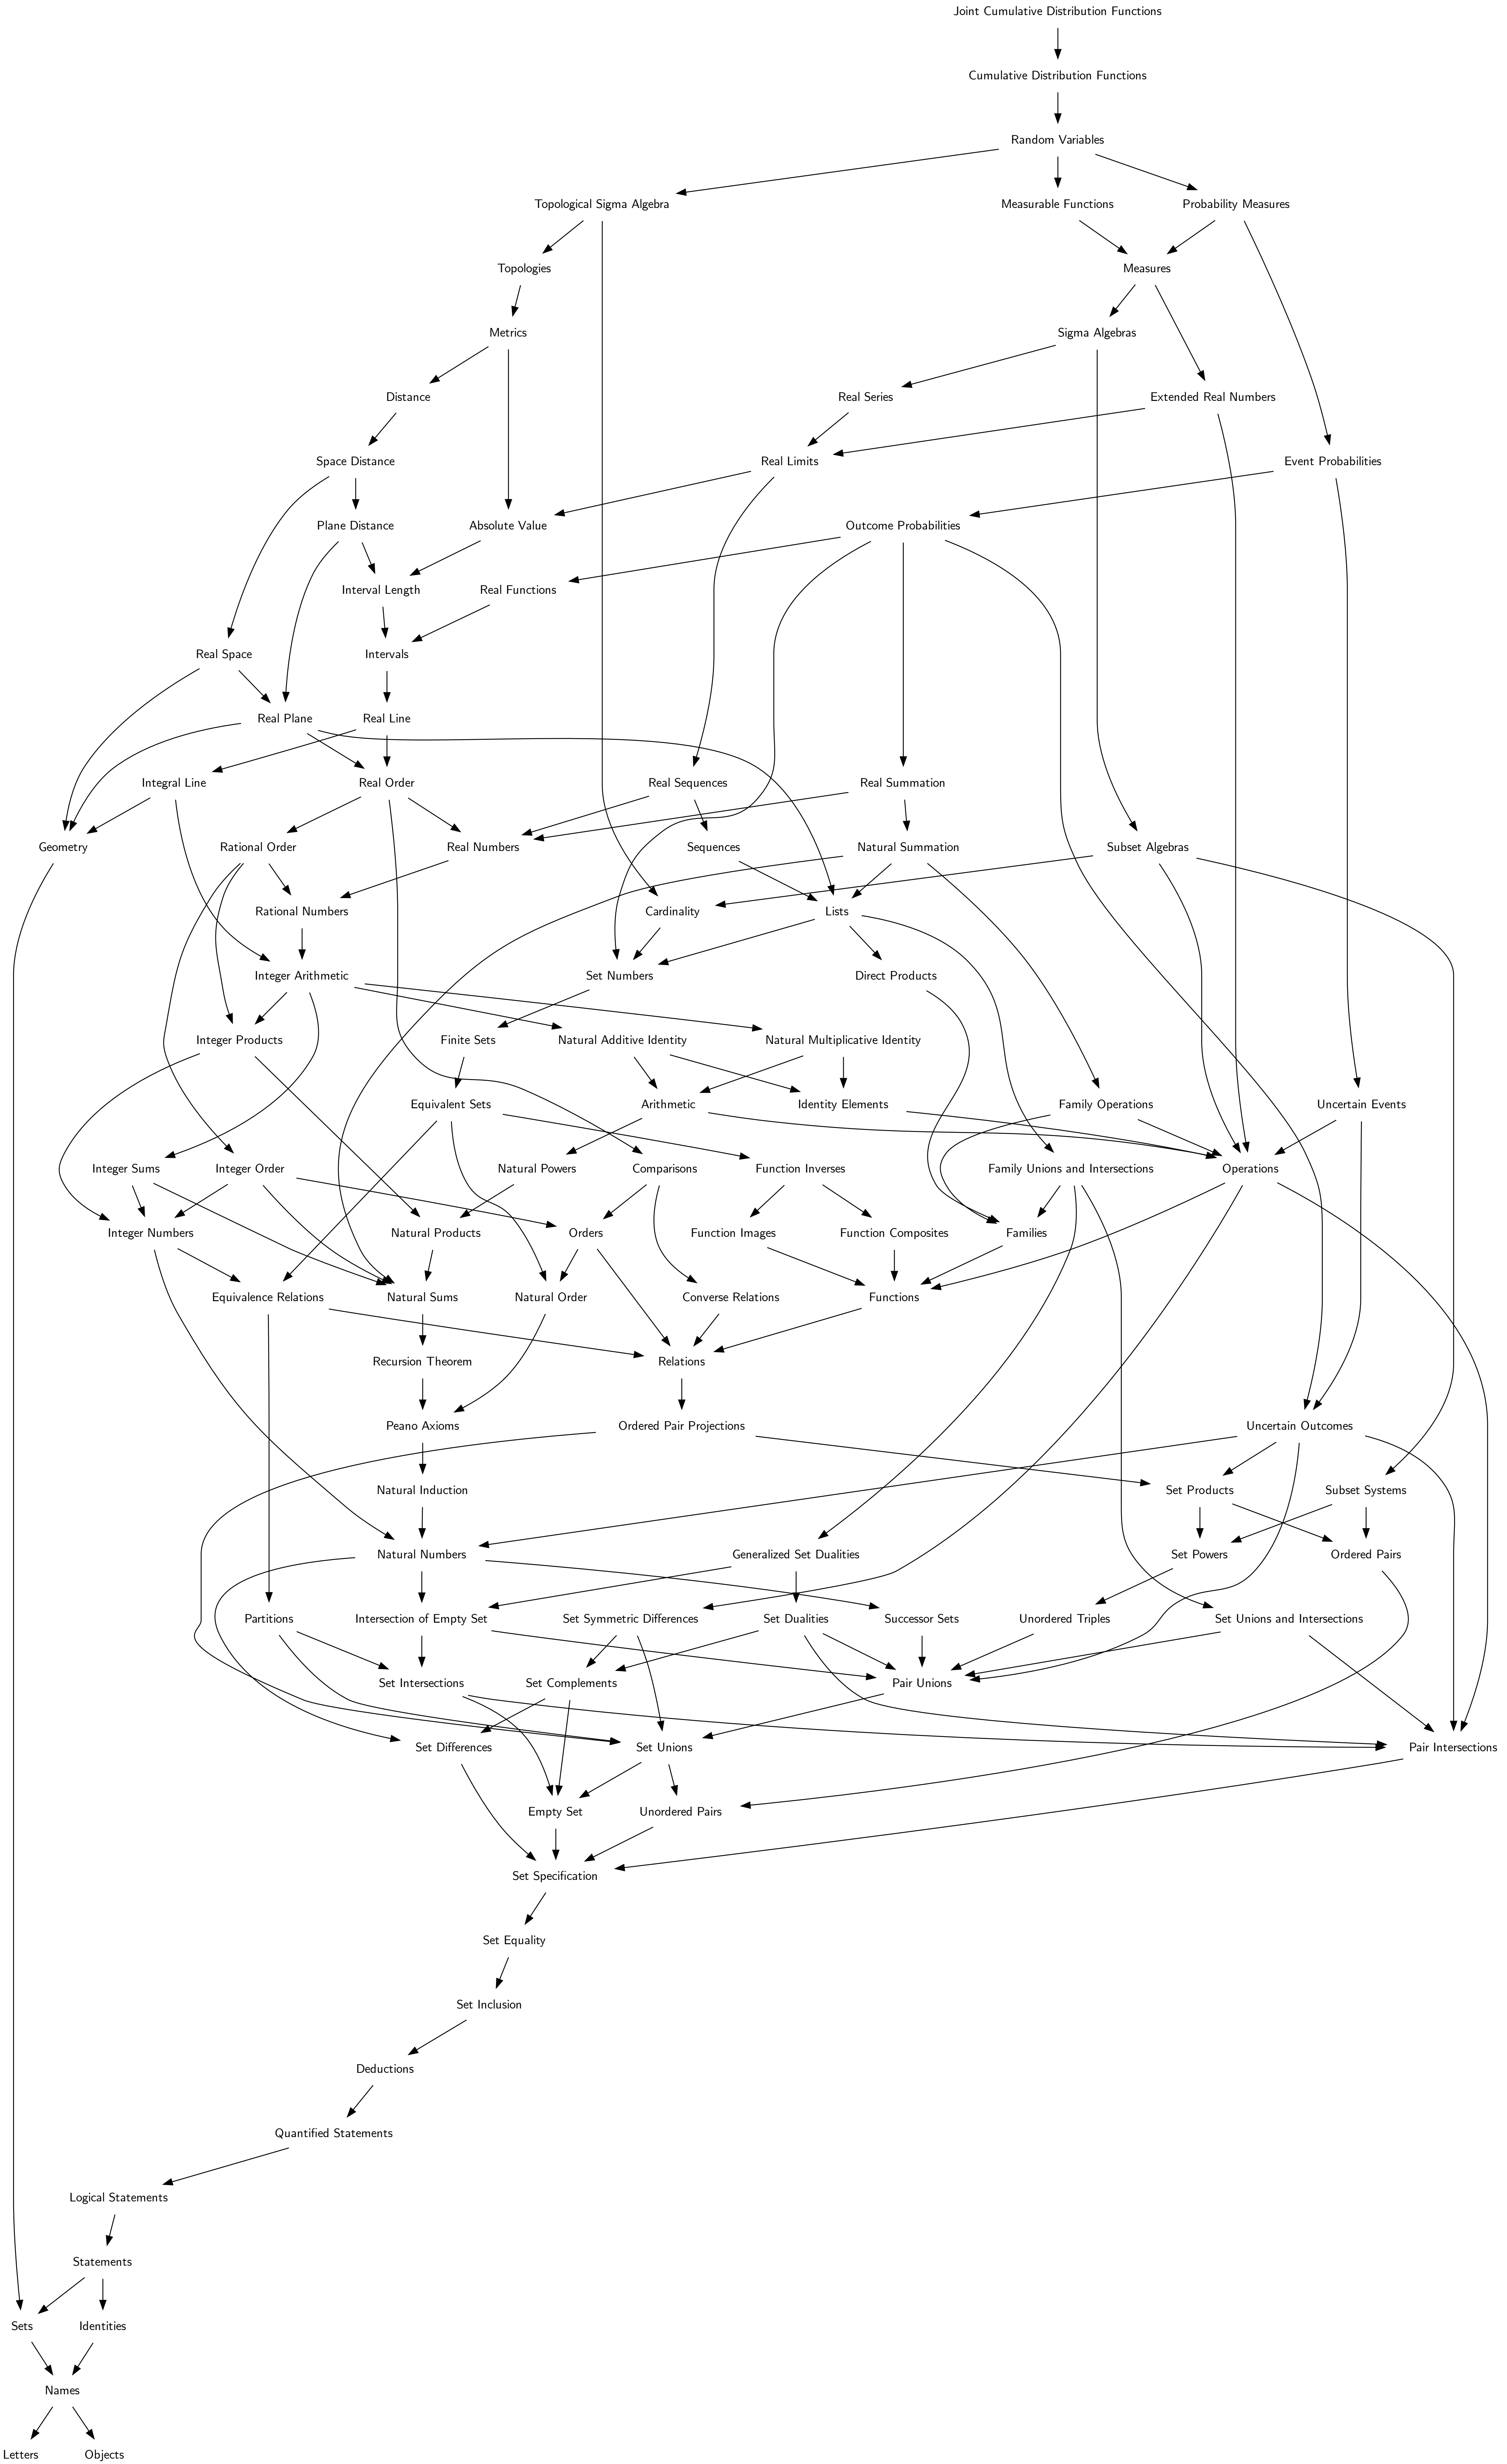 Joint Cumulative Distribution Functions
Cumulative Distribution Functions
Random Variables
Topological Sigma Algebra
Measurable Functions
Probability Measures
Topologies
Measures
Metrics
Sigma Algebras
Distance
Real Series
Extended Real Numbers
Space Distance
Real Limits
Event Probabilities
Plane Distance
Absolute Value
Outcome Probabilities
Interval Length
Real Functions
Real Space
Intervals
Real Plane
Real Line
Integral Line
Real Order
Real Sequences
Real Summation
Geometry
Rational Order
Real Numbers
Sequences
Natural Summation
Subset Algebras
Rational Numbers
Cardinality
Lists
Integer Arithmetic
Set Numbers
Direct Products
Integer Products
Finite Sets
Natural Additive Identity
Natural Multiplicative Identity
Equivalent Sets
Arithmetic
Identity Elements
Family Operations
Uncertain Events
Integer Sums
Integer Order
Natural Powers
Comparisons
Function Inverses
Family Unions and Intersections
Operations
Integer Numbers
Natural Products
Orders
Function Images
Function Composites
Families
Equivalence Relations
Natural Sums
Natural Order
Converse Relations
Functions
Recursion Theorem
Relations
Peano Axioms
Ordered Pair Projections
Uncertain Outcomes
Natural Induction
Set Products
Subset Systems
Natural Numbers
Generalized Set Dualities
Set Powers
Ordered Pairs
Partitions
Intersection of Empty Set
Set Symmetric Differences
Set Dualities
Successor Sets
Unordered Triples
Set Unions and Intersections
Set Intersections
Set Complements
Pair Unions
Set Differences
Set Unions
Pair Intersections
Empty Set
Unordered Pairs
Set Specification
Set Equality
Set Inclusion
Deductions
Quantified Statements
Logical Statements
Statements
Sets
Identities
Names
Letters
Objects